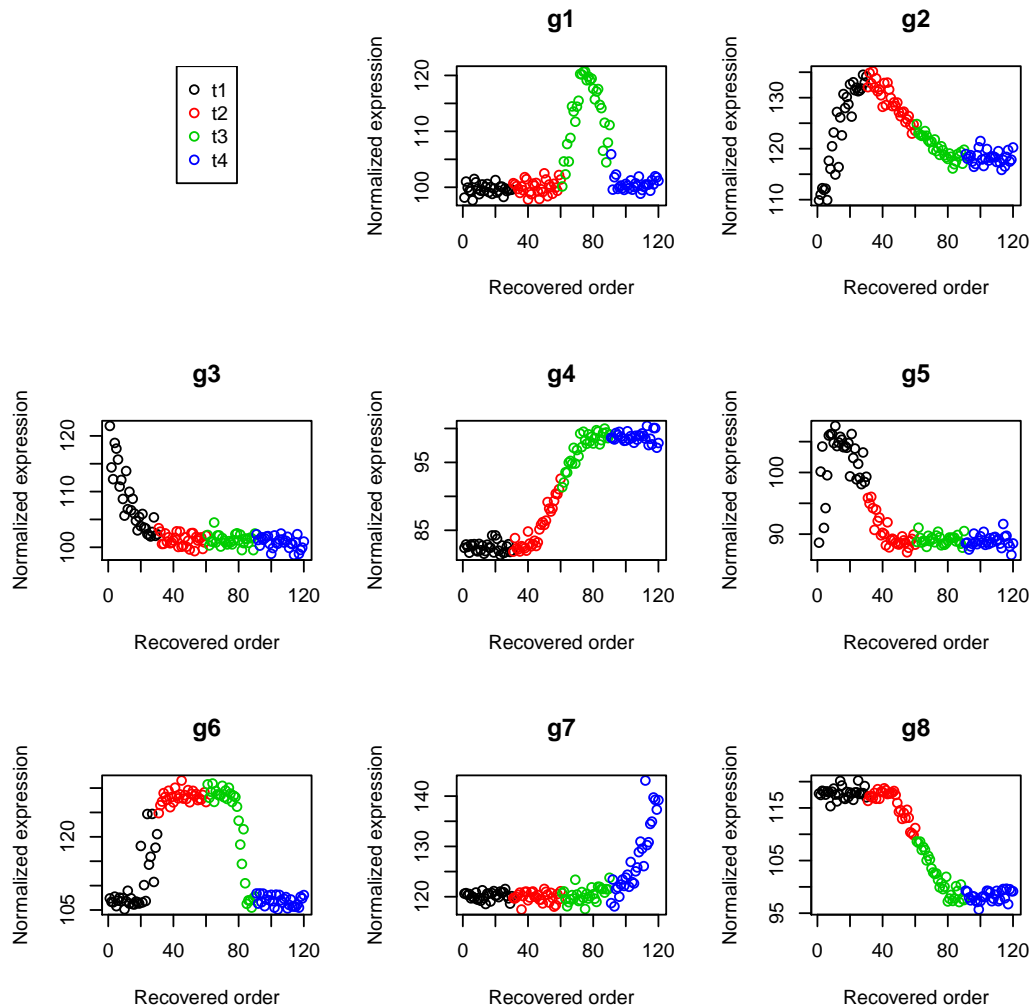 t1
t2
t3
t4
g1
Normalized expression
100 110 120
0 40 80 120
Recovered order
g2
Normalized expression
110 120 130
0 40 80 120
Recovered order
g3
Normalized expression
100 110 120
0 40 80 120
Recovered order
g4
Normalized expression
85 95
0 40 80 120
Recovered order
g5
Normalized expression
90 100
0 40 80 120
Recovered order
g6
Normalized expression
105 120
0 40 80 120
Recovered order
g7
Normalized expression
120 130 140
0 40 80 120
Recovered order
g8
Normalized expression
95 105 115
0 40 80 120
Recovered order